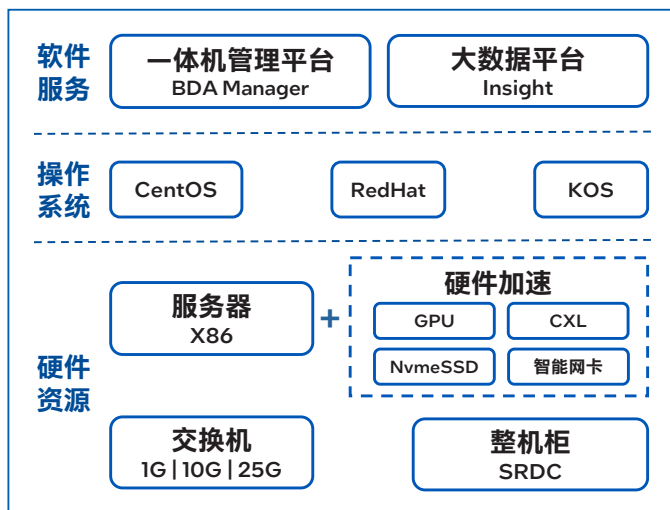 软件
服务
一体机管理平台
BDA Manager
大数据平台
Insight
操作
系统
CentOS
RedHat
KOS
硬件
资源
服务器
X86
+
硬件加速
GPU
CXL
NvmeSSD
智能网卡
交换机
1G | 10G | 25G
整机柜
SRDC